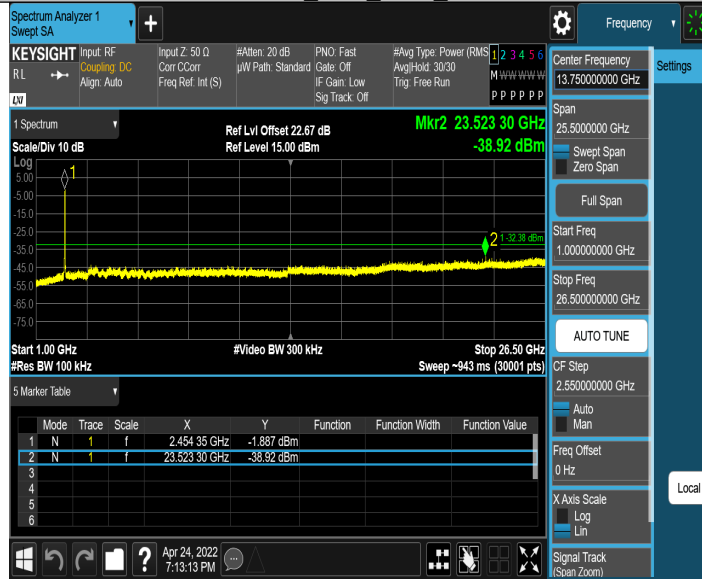 Spectrum Analyzer 1
Swept SA
Frequency
KEYSIGHT
RL
LXI
Input: RF
Coupling: DC
Align: Auto
Input Z: 50 Ω
Corr CCorr
Freq Ref: Int (S)
#Atten: 20 dB
µW Path: Standard
PNO: Fast
Gate: Off
IF Gain: Low
Sig Track: Off
#Avg Type: Power (RMS
Avg|Hold: 30/30
Trig: Free Run
1 2 3 4 5 6
M W W W W W
P P P P P P
1 Spectrum
Scale/Div 10 dB
Ref Lvl Offset 22.67 dB
Ref Level 15.00 dBm
Mkr2 23.523 30 GHz
-38.92 dBm
Log
5.00
-5.00
-15.0
-25.0
-35.0
-45.0
-55.0
-65.0
-75.0
1
2
1 -32.38 dBm
Start 1.00 GHz
#Res BW 100 kHz
#Video BW 300 kHz
Stop 26.50 GHz
Sweep ~943 ms (30001 pts)
5 Marker Table
Mode Trace Scale X Y Function Function Width Function Value
1 N 1 f 2.454 35 GHz -1.887 dBm
2 N 1 f 23.523 30 GHz -38.92 dBm
3
4
5
6
?
Apr 24, 2022
7:13:13 PM
Center Frequency
13.750000000 GHz
Span
25.5000000 GHz
Swept Span
Zero Span
Full Span
Start Freq
1.000000000 GHz
Stop Freq
26.500000000 GHz
AUTO TUNE
CF Step
2.550000000 GHz
Auto
Man
Freq Offset
0 Hz
X Axis Scale
Log
Lin
Signal Track
(Span Zoom)
Settings
Local